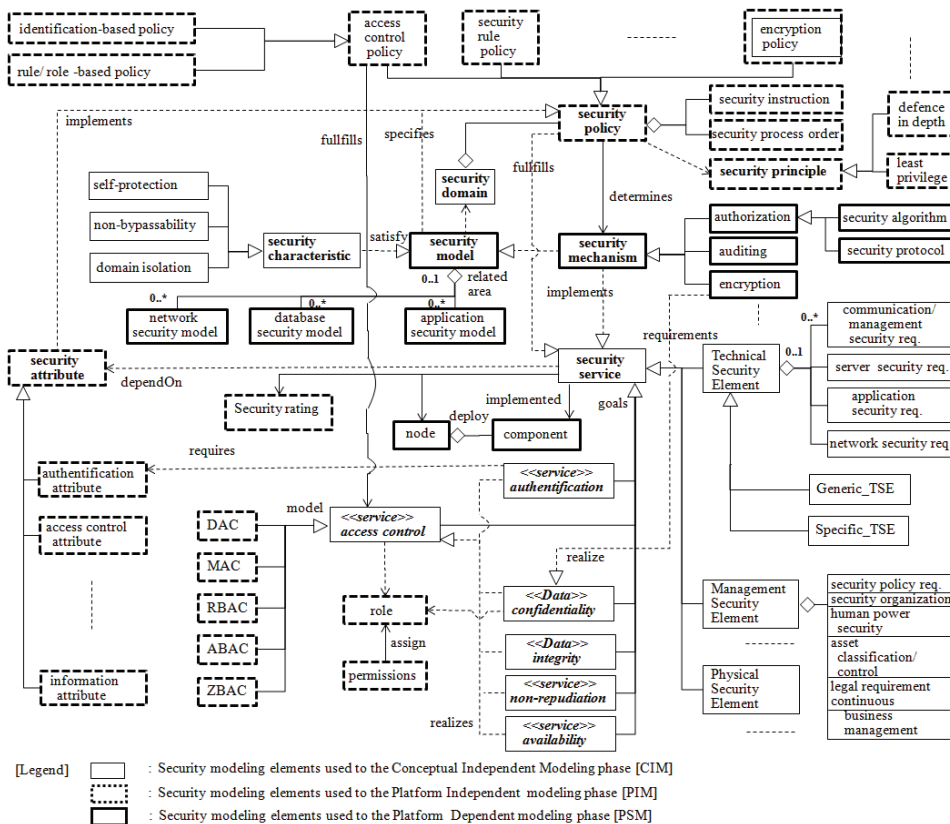 identification-based policy
rule/ role -based policy
access
control
policy
security
rule
policy
encryption
policy
implements
fullfills
specifies
security
policy
security instruction
security process order
defence
in depth
security principle
least
privilege
fullfills
self-protection
non-bypassability
domain isolation
security
domain
determines
security
characteristic
satisfy
security
model
security
mechanism
authorization
auditing
encryption
security algorithm
security protocol
0..1
related
area
implements
0..*
0..*
0..*
network
security model
database
security model
application
security model
requirements
0..*
communication/
management
security req.
security
attribute
dependOn
security
service
Technical
Security
Element
0..1
server security req.
application
security req.
network security req.
Security rating
implemented
goals
deploy
node
component
requires
authentification
attribute
<<service>>
authentification
Generic_TSE
access control
attribute
DAC
model
<<service>>
access control
Specific_TSE
MAC
realize
RBAC
role
<<Data>>
confidentiality
Management
Security
Element
security policy req.
security organization
human power
security
assign
ABAC
<<Data>>
integrity
asset
classification/
control
information
attribute
ZBAC
permissions
<<service>>
non-repudiation
Physical
Security
Element
legal requirement
continuous
business
management
realizes
<<service>>
availability
[Legend]
: Security modeling elements used to the Conceptual Independent Modeling phase [CIM]
: Security modeling elements used to the Platform Independent modeling phase [PIM]
: Security modeling elements used to the Platform Dependent modeling phase [PSM]